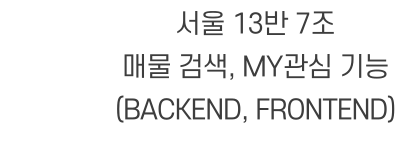 서울 13반 7조
매물 검색, MY관심 기능
(BACKEND, FRONTEND)